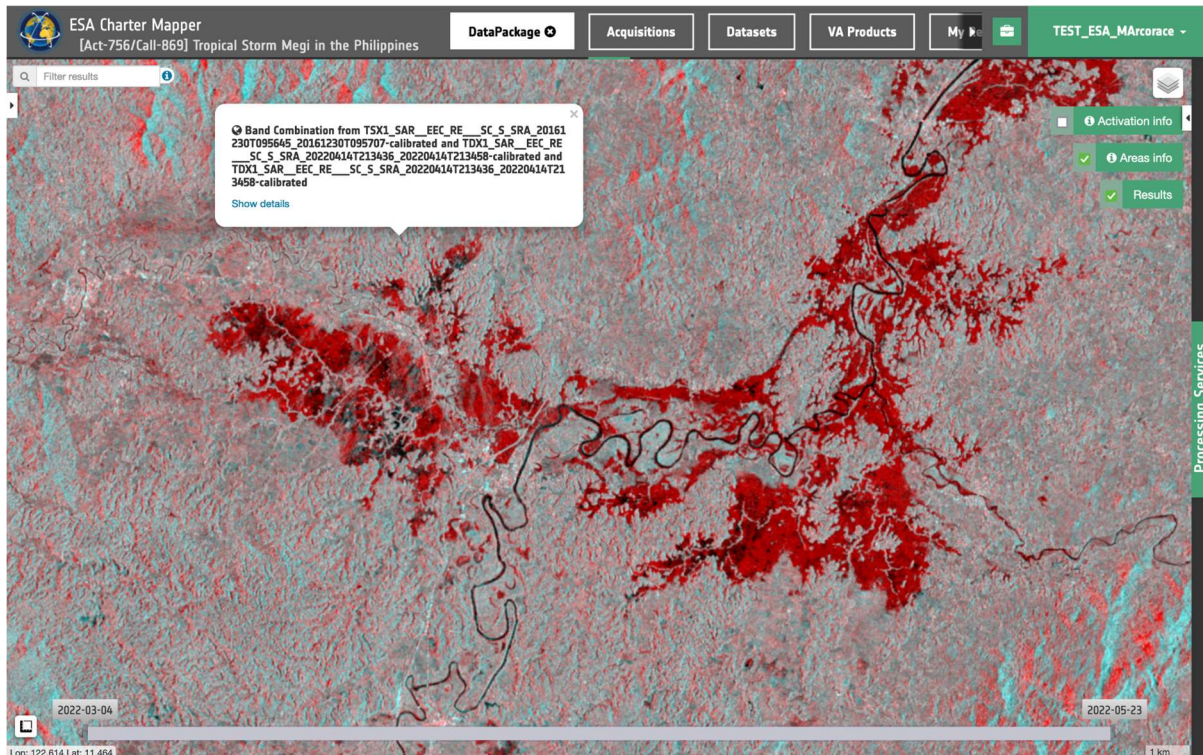 ESA Charter Mapper
[Act-756/Call-869] Tropical Storm Megi in the Philippines
DataPackage
Acquisitions
Datasets
VA Products
My
TEST_ESA_MArcorace
Filter results
Band Combination from TSX1_SAR__EEC_RE___SC_S_SRA_20161
230T095645_20161230T095707-calibrated and TDX1_SAR__EEC_RE
___SC_S_SRA_20220414T213436_20220414T213458-calibrated and
TDX1_SAR__EEC_RE___SC_S_SRA_20220414T213436_20220414T21
3458-calibrated
Show details
Activation info
Areas info
Results
Processing Services
2022-03-04
2022-05-23
Lon: 122.614 Lat: 11.464
1 km